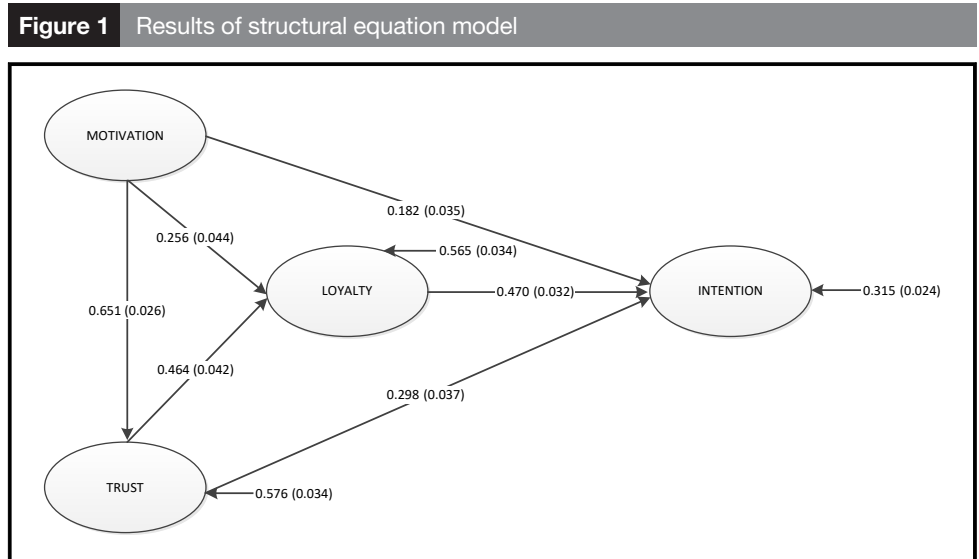 Figure 1 Results of structural equation model
MOTIVATION
0.182 (0.035)
0.256 (0.044)
0.565 (0.034)
LOYALTY
0.470 (0.032)
INTENTION
0.315 (0.024)
0.651 (0.026)
0.464 (0.042)
0.298 (0.037)
TRUST
0.576 (0.034)